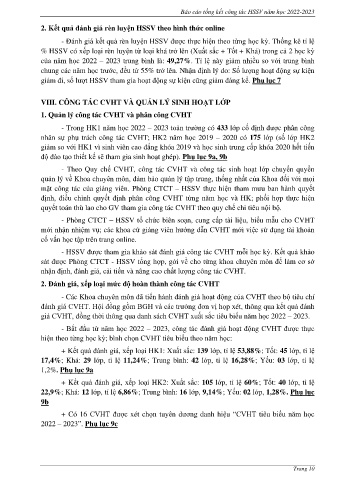 Báo cáo tổng kết công tác HSSV năm học 2022-2023
2. Kết quả đánh giá rèn luyện HSSV theo hình thức online
- Đánh giá kết quả rèn luyện HSSV được thực hiện theo từng học kỳ. Thống kê tỉ lệ
% HSSV có xếp loại rèn luyện từ loại khá trở lên (Xuất sắc + Tốt + Khá) trong cả 2 học kỳ
của năm học 2022 – 2023 trung bình là: 49,27%. Tỉ lệ này giảm nhiều so với trung bình
chung các năm học trước, đều từ 55% trở lên. Nhận định lý do: Số lượng hoạt động sự kiện
giảm đi, số lượt HSSV tham gia hoạt động sự kiện cũng giảm đáng kể. Phụ lục 7
VIII. CÔNG TÁC CVHT VÀ QUẢN LÝ SINH HOẠT LỚP
1. Quản lý công tác CVHT và phân công CVHT
- Trong HK1 năm học 2022 – 2023 toàn trường có 433 lớp cố định được phân công
nhân sự phụ trách công tác CVHT; HK2 năm học 2019 – 2020 có 175 lớp (số lớp HK2
giảm so với HK1 vì sinh viên cao đẳng khóa 2019 và học sinh trung cấp khóa 2020 hết tiến
độ đào tạo thiết kế sẽ tham gia sinh hoạt ghép). Phụ lục 9a, 9b
- Theo Quy chế CVHT, công tác CVHT và công tác sinh hoạt lớp chuyển quyền
quản lý về Khoa chuyên môn, đảm bảo quản lý tập trung, thống nhất của Khoa đối với mọi
mặt công tác của giảng viên. Phòng CTCT – HSSV thực hiện tham mưu ban hành quyết
định, điều chỉnh quyết định phân công CVHT từng năm học và HK; phối hợp thực hiện
quyết toán thù lao cho GV tham gia công tác CVHT theo quy chế chi tiêu nội bộ.
- Phòng CTCT – HSSV tổ chức biên soạn, cung cấp tài liệu, biểu mẫu cho CVHT
mới nhận nhiệm vụ; các khoa cử giảng viên hướng dẫn CVHT mới việc sử dụng tài khoản
cố vấn học tập trên trang online.
- HSSV được tham gia khảo sát đánh giá công tác CVHT mỗi học kỳ. Kết quả khảo
sát được Phòng CTCT - HSSV tổng hợp, gửi về cho từng khoa chuyên môn để làm cơ sở
nhận định, đánh giá, cải tiến và nâng cao chất lượng công tác CVHT.
2. Đánh giá, xếp loại mức độ hoàn thành công tác CVHT
- Các Khoa chuyên môn đã tiến hành đánh giá hoạt động của CVHT theo bộ tiêu chí
đánh giá CVHT. Hội đồng gồm BGH và các trưởng đơn vị họp xét, thông qua kết quả đánh
giá CVHT, đồng thời thông qua danh sách CVHT xuất sắc tiêu biểu năm học 2022 – 2023.
- Bắt đầu từ năm học 2022 – 2023, công tác đánh giá hoạt động CVHT được thực
hiện theo từng học kỳ; bình chọn CVHT tiêu biểu theo năm học:
+ Kết quả đánh giá, xếp loại HK1: Xuất sắc: 139 lớp, tỉ lệ 53,88%; Tốt: 45 lớp, tỉ lệ
17,4%; Khá: 29 lớp, tỉ lệ 11,24%; Trung bình: 42 lớp, tỉ lệ 16,28%; Yếu: 03 lớp, tỉ lệ
1,2%. Phụ lục 9a
+ Kết quả đánh giá, xếp loại HK2: Xuất sắc: 105 lớp, tỉ lệ 60%; Tốt: 40 lớp, tỉ lệ
22,9%; Khá: 12 lớp, tỉ lệ 6,86%; Trung bình: 16 lớp, 9,14%; Yếu: 02 lớp, 1,28%. Phụ lục
9b
+ Có 16 CVHT được xét chọn tuyên dương danh hiệu “CVHT tiêu biểu năm học
2022 – 2023”. Phụ lục 9c
Trang 10